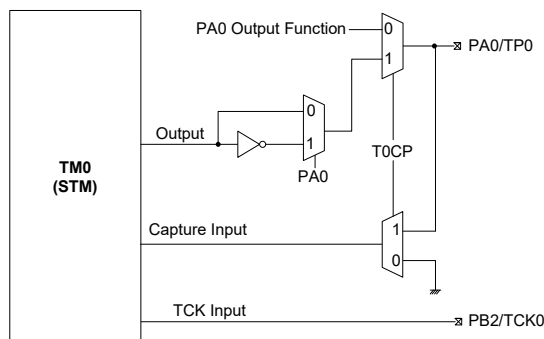 PA0 Output Function
0
1
PA0/TP0
0
1
Output
PA0
T0CP
TM0
(STM)
Capture Input
1
0
TCK Input
PB2/TCK0